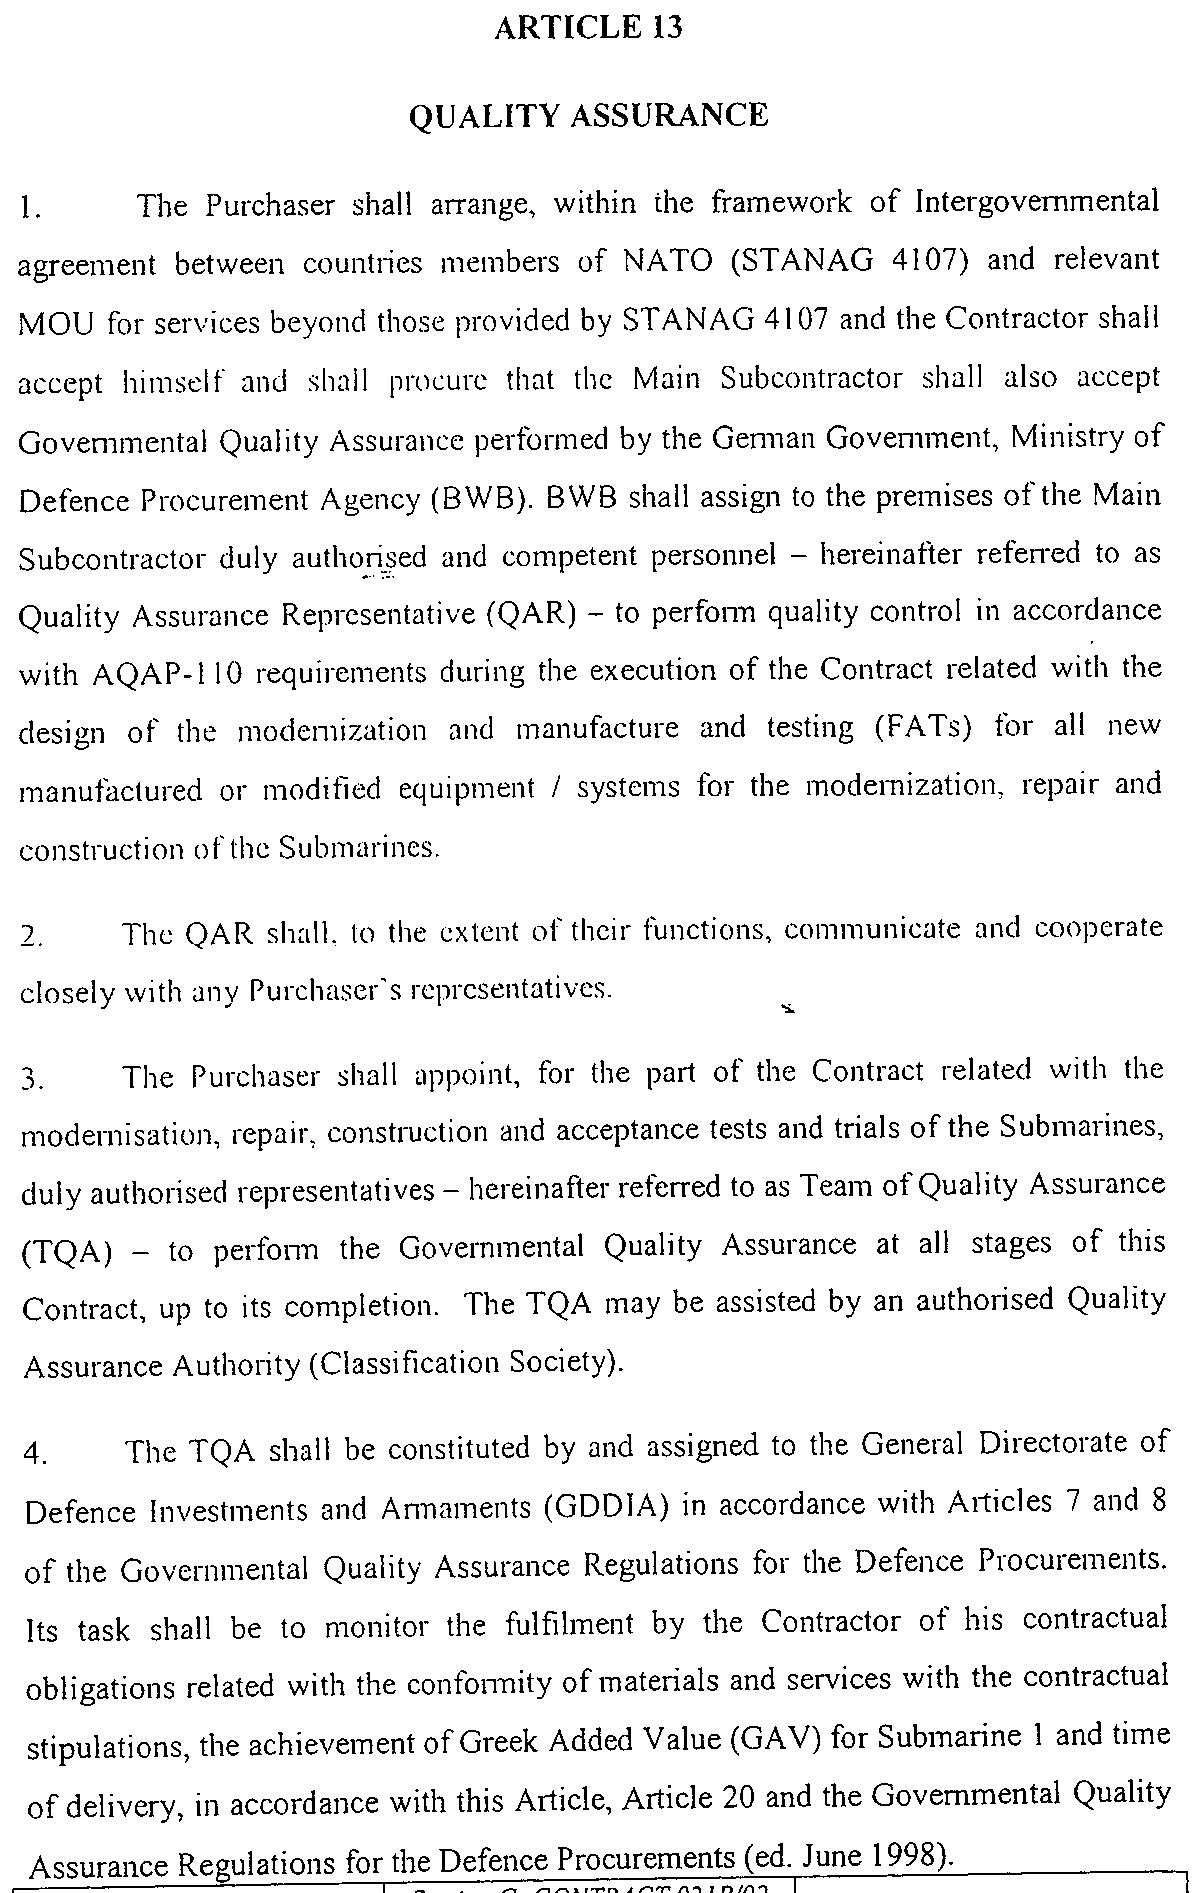 ARTICLE 13
QUALITY ASSURANCE
1. The Purchaser shall arrange, within the framework of Intergovernmental
agreement between countries members of NATO (STANAG 4107) and relevant
MOU for services beyond those provided by STANAG 4107 and the Contractor shall
accept himself and shall procure that the Main Subcontractor shall also accept
Governmental Quality Assurance performed by the German Government, Ministry of
Defence Procurement Agency (BWB). BWB shall assign to the premises of the Main
Subcontractor duly authorised and competent personnel – hereinafter referred to as
Quality Assurance Representative (QAR) – to perform quality control in accordance
with AQAP-110 requirements during the execution of the Contract related with the
design of the modernization and manufacture and testing (FATs) for all new
manufactured or modified equipment / systems for the modernization, repair and
construction of the Submarines.
2. The QAR shall, to the extent of their functions, communicate and cooperate
closely with any Purchaser's representatives.
3. The Purchaser shall appoint, for the part of the Contract related with the
modernisation, repair, construction and acceptance tests and trials of the Submarines,
duly authorised representatives – hereinafter referred to as Team of Quality Assurance
(TQA) – to perform the Governmental Quality Assurance at all stages of this
Contract, up to its completion. The TQA may be assisted by an authorised Quality
Assurance Authority (Classification Society).
4. The TQA shall be constituted by and assigned to the General Directorate of
Defence Investments and Armaments (GDDIA) in accordance with Articles 7 and 8
of the Governmental Quality Assurance Regulations for the Defence Procurements.
Its task shall be to monitor the fulfilment by the Contractor of his contractual
obligations related with the conformity of materials and services with the contractual
stipulations, the achievement of Greek Added Value (GAV) for Submarine 1 and time
of delivery, in accordance with this Article, Article 20 and the Governmental Quality
Assurance Regulations for the Defence Procurements (ed. June 1998).